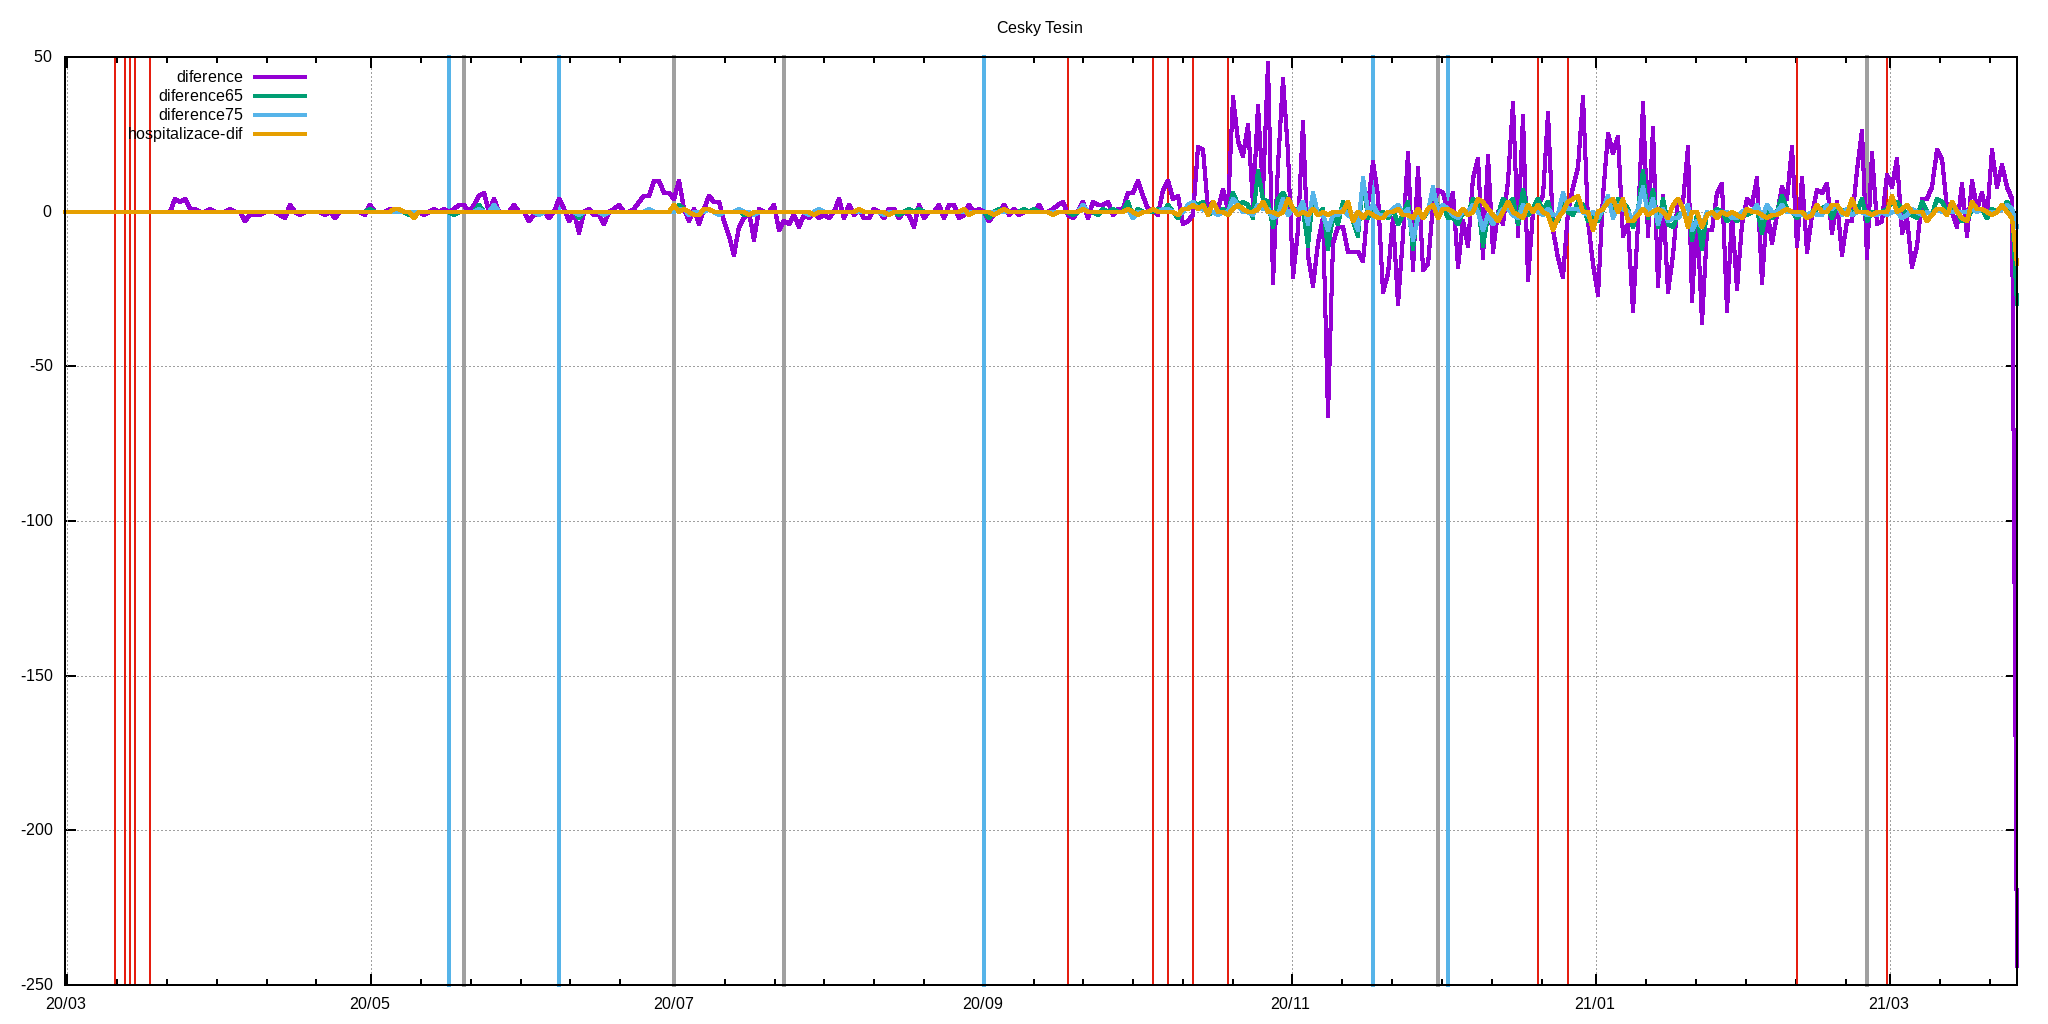 Cesky Tesin
50
diference
diference65
diference75
hospitalizace-dif
0
-50
-100
-150
-200
-250
20/03 20/05 20/07 20/09 20/11 21/01 21/03